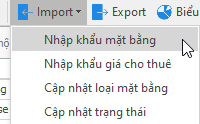 Import Export Biểu
Nhập khẩu mặt bằng
Nhập khẩu giá cho thuê
Cập nhật loại mặt bằng
Cập nhật trạng thái